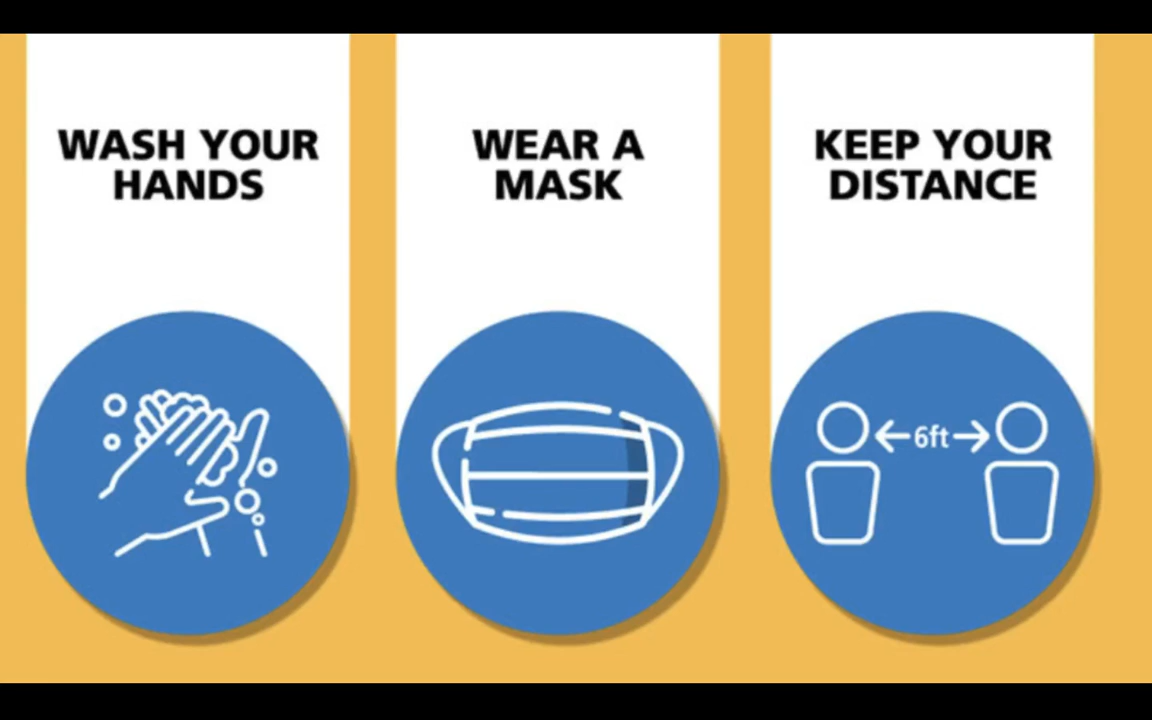 WASH YOUR
HANDS
WEAR A
MASK
KEEP YOUR
DISTANCE
6ft